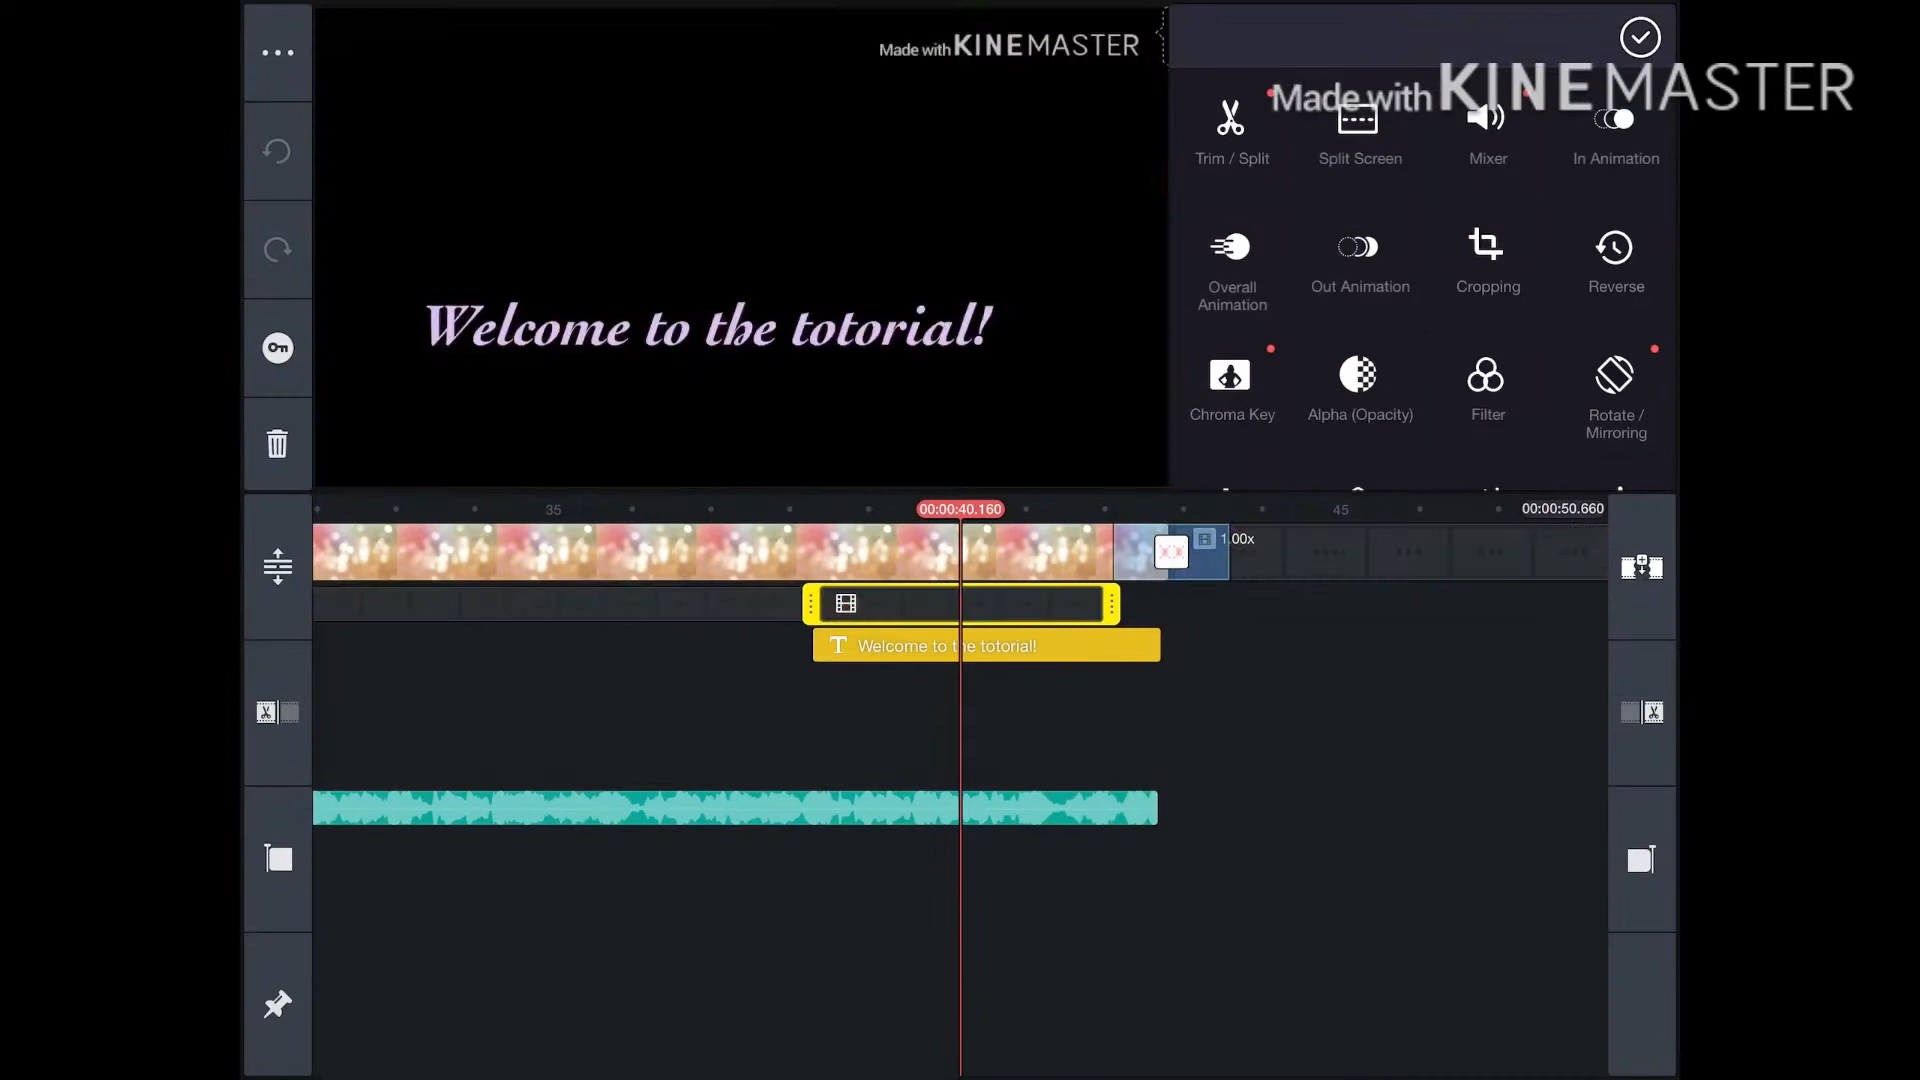 Made with KINEMASTER
Made with KINEMASTER
Trim / Split
Split Screen
Mixer
In Animation
Overall
Animation
Out Animation
Cropping
Reverse
Chroma Key
Alpha (Opacity)
Filter
Rotate /
Mirroring
Welcome to the totorial!
35
00:00:40.160
45
00:00:50.660
1.00x
T Welcome to the totorial!